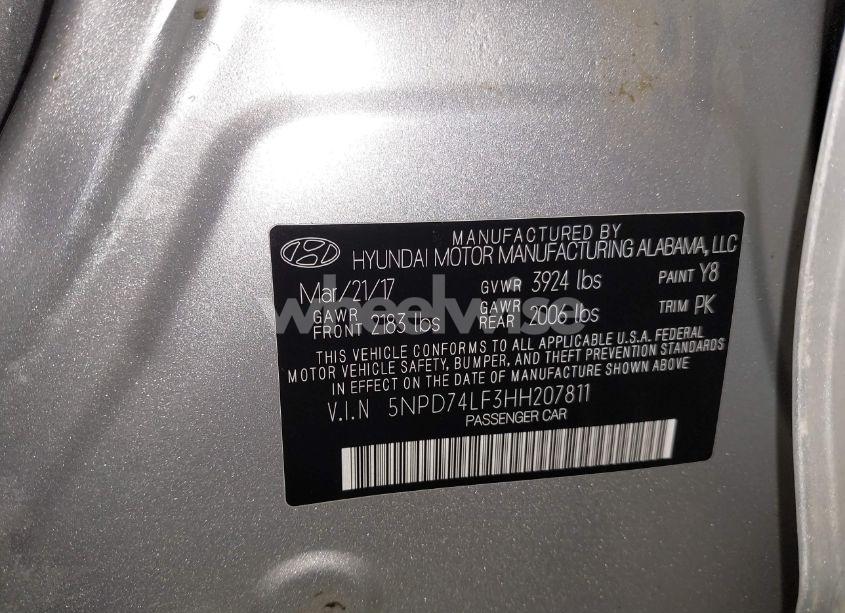 MANUFACTURED BY
HYUNDAI MOTOR MANUFACTURING ALABAMA, LLC
Mar/21/17 GVWR 3924 lbs PAINT Y8
GAWR FRONT 2183 lbs GAWR REAR 2006 lbs TRIM PK
THIS VEHICLE CONFORMS TO ALL APPLICABLE U.S.A. FEDERAL
MOTOR VEHICLE SAFETY, BUMPER, AND THEFT PREVENTION STANDARDS
IN EFFECT ON THE DATE OF MANUFACTURE SHOWN ABOVE.
V.I.N 5NPD74LF3HH207811
PASSENGER CAR
wheelwise